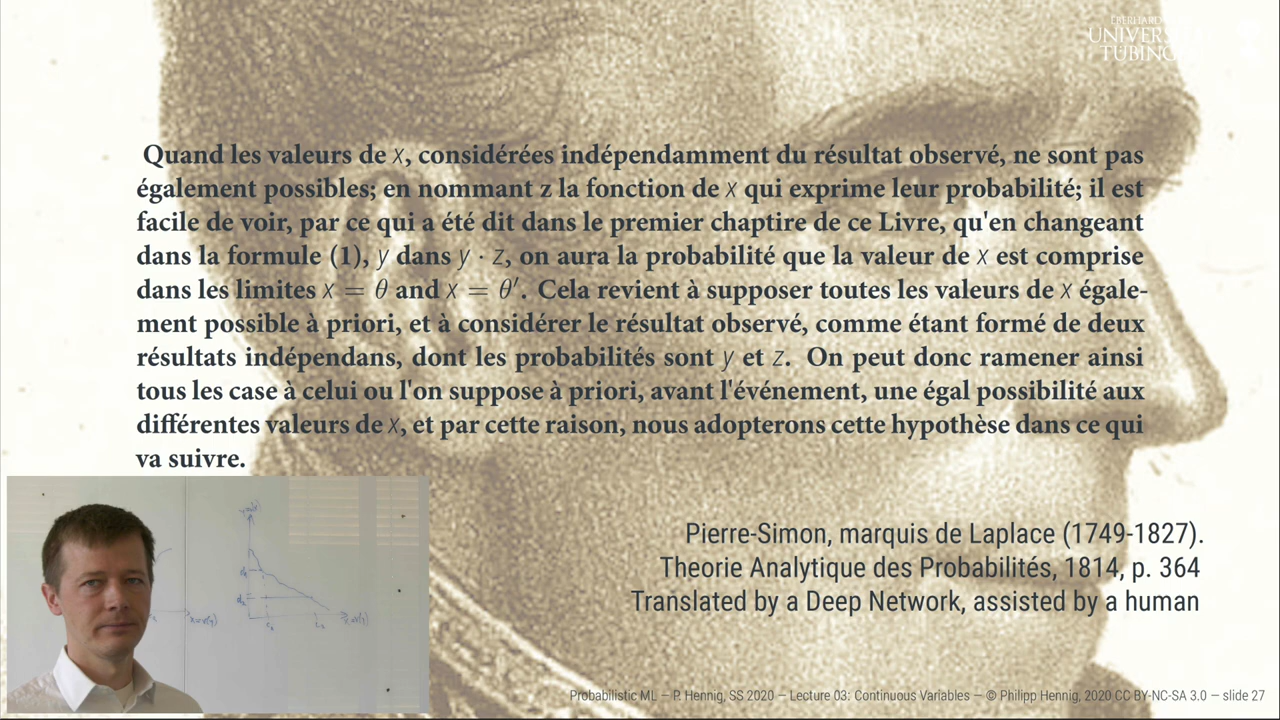 EBERHARD
UNIVERS
TÜBING
Quand les valeurs de x, considérées indépendamment du résultat observé, ne sont pas
également possibles; en nommant z la fonction de x qui exprime leur probabilité; il est
facile de voir, par ce qui a été dit dans le premier chaptire de ce Livre, qu'en changeant
dans la formule (1), y dans y · z, on aura la probabilité que la valeur de x est comprise
dans les limites x = θ and x = θ′. Cela revient à supposer toutes les valeurs de x égale-
ment possible à priori, et à considérer le résultat observé, comme étant formé de deux
résultats indépendans, dont les probabilités sont y et z. On peut donc ramener ainsi
tous les case à celui ou l'on suppose à priori, avant l'événement, une égal possibilité aux
différentes valeurs de x, et par cette raison, nous adopterons cette hypothèse dans ce qui
va suivre.
Pierre-Simon, marquis de Laplace (1749-1827).
Theorie Analytique des Probabilités, 1814, p. 364
Translated by a Deep Network, assisted by a human
Probabilistic ML — P. Hennig, SS 2020 — Lecture 03: Continuous Variables — © Philipp Hennig, 2020 CC BY-NC-SA 3.0 — slide 27